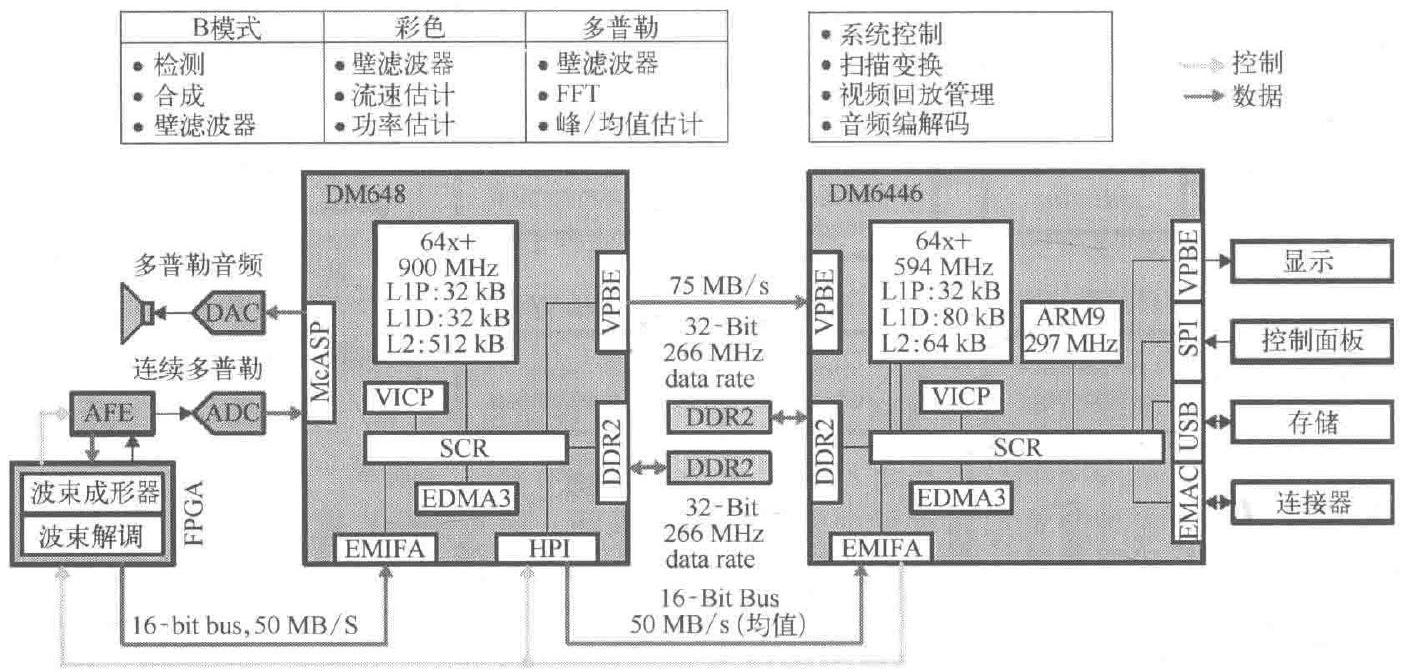 B模式
彩色
多普勒
• 检测
• 合成
• 壁滤波器
• 壁滤波器
• 流速估计
• 功率估计
• 壁滤波器
• FFT
• 峰/均值估计
• 系统控制
• 扫描变换
• 视频回放管理
• 音频编解码
控制
数据
DM648
64x+
900 MHz
L1P:32 kB
L1D:32 kB
L2:512 kB
多普勒音频
DAC
连续多普勒
AFE
ADC
McASP
VICP
SCR
EDMA3
VPBE
DDR2
EMIFA
HPI
波束成形器
波束解调
FPGA
16-bit bus,50 MB/S
75 MB/s
32-Bit
266 MHz
data rate
DDR2
DDR2
32-Bit
266 MHz
data rate
16-Bit Bus
50 MB/s(均值)
DM6446
64x+
594 MHz
L1P:32 kB
L1D:80 kB
L2:64 kB
ARM9
297 MHz
VPBE
DDR2
VICP
SCR
EDMA3
EMIFA
VPBE
SPI
USB
EMAC
显示
控制面板
存储
连接器